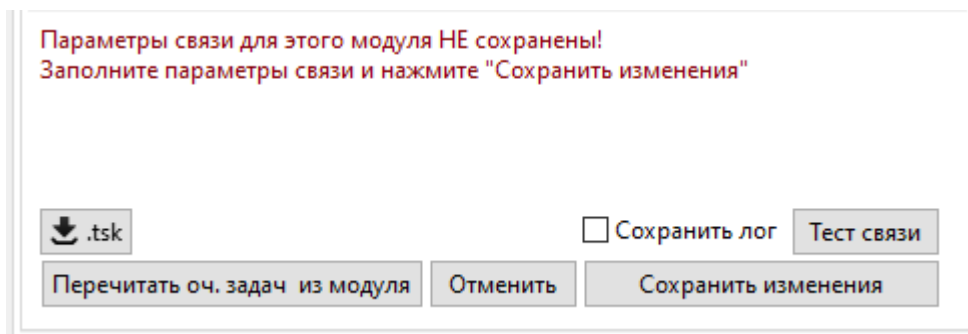 Параметры связи для этого модуля НЕ сохранены!
Заполните параметры связи и нажмите "Сохранить изменения"
.tsk
Сохранить лог
Тест связи
Перечитать оч. задач  из модуля
Отменить
Сохранить изменения